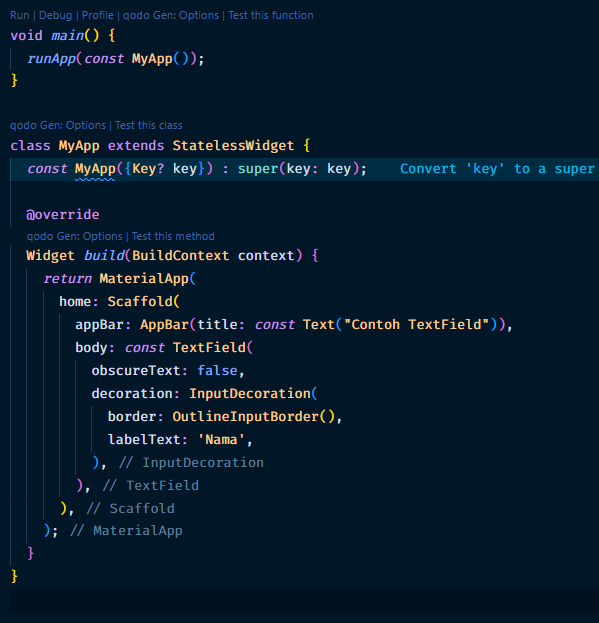 Run | Debug | Profile | qodo Gen: Options | Test this function
void main() {
  runApp(const MyApp());
}
qodo Gen: Options | Test this class
class MyApp extends StatelessWidget {
  const MyApp({Key? key}) : super(key: key);    Convert 'key' to a super
  @override
  qodo Gen: Options | Test this method
  Widget build(BuildContext context) {
    return MaterialApp(
      home: Scaffold(
        appBar: AppBar(title: const Text("Contoh TextField")),
        body: const TextField(
          obscureText: false,
          decoration: InputDecoration(
            border: OutlineInputBorder(),
            labelText: 'Nama',
          ), // InputDecoration
        ), // TextField
      ), // Scaffold
    ); // MaterialApp
  }
}